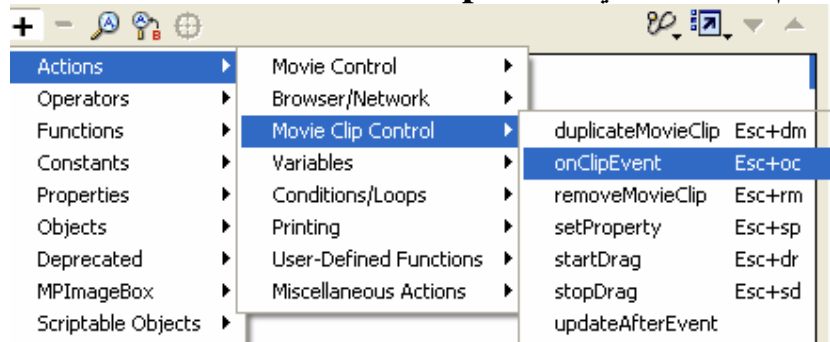 Actions
Operators
Functions
Constants
Properties
Objects
Deprecated
MPImageBox
Scriptable Objects
Movie Control
Browser/Network
Movie Clip Control
Variables
Conditions/Loops
Printing
User-Defined Functions
Miscellaneous Actions
duplicateMovieClip Esc+dm
onClipEvent Esc+oc
removeMovieClip Esc+rm
setProperty Esc+sp
startDrag Esc+dr
stopDrag Esc+sd
updateAfterEvent